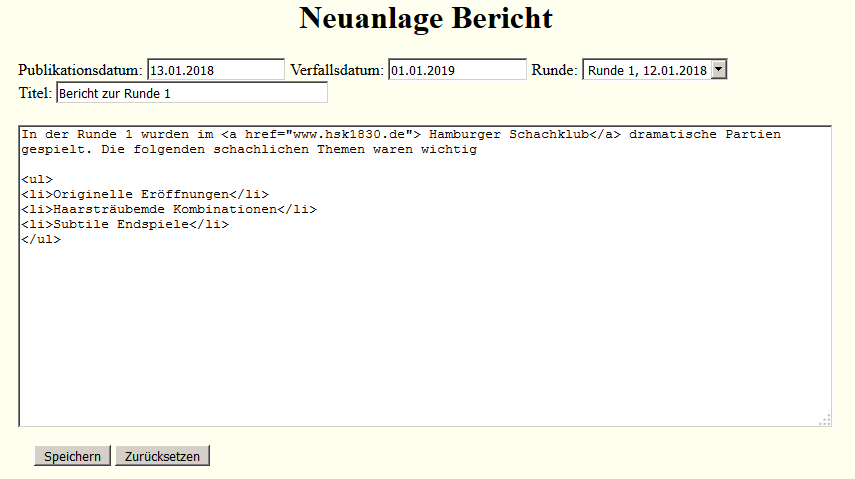 Neuanlage Bericht
Publikationsdatum: 13.01.2018 Verfallsdatum: 01.01.2019 Runde: Runde 1, 12.01.2018
Titel: Bericht zur Runde 1
In der Runde 1 wurden im <a href="www.hsk1830.de"> Hamburger Schachklub</a> dramatische Partien
gespielt. Die folgenden schachlichen Themen waren wichtig
<ul>
<li>Originelle Eröffnungen</li>
<li>Haarsträubemde Kombinationen</li>
<li>Subtile Endspiele</li>
</ul>
Speichern Zurücksetzen